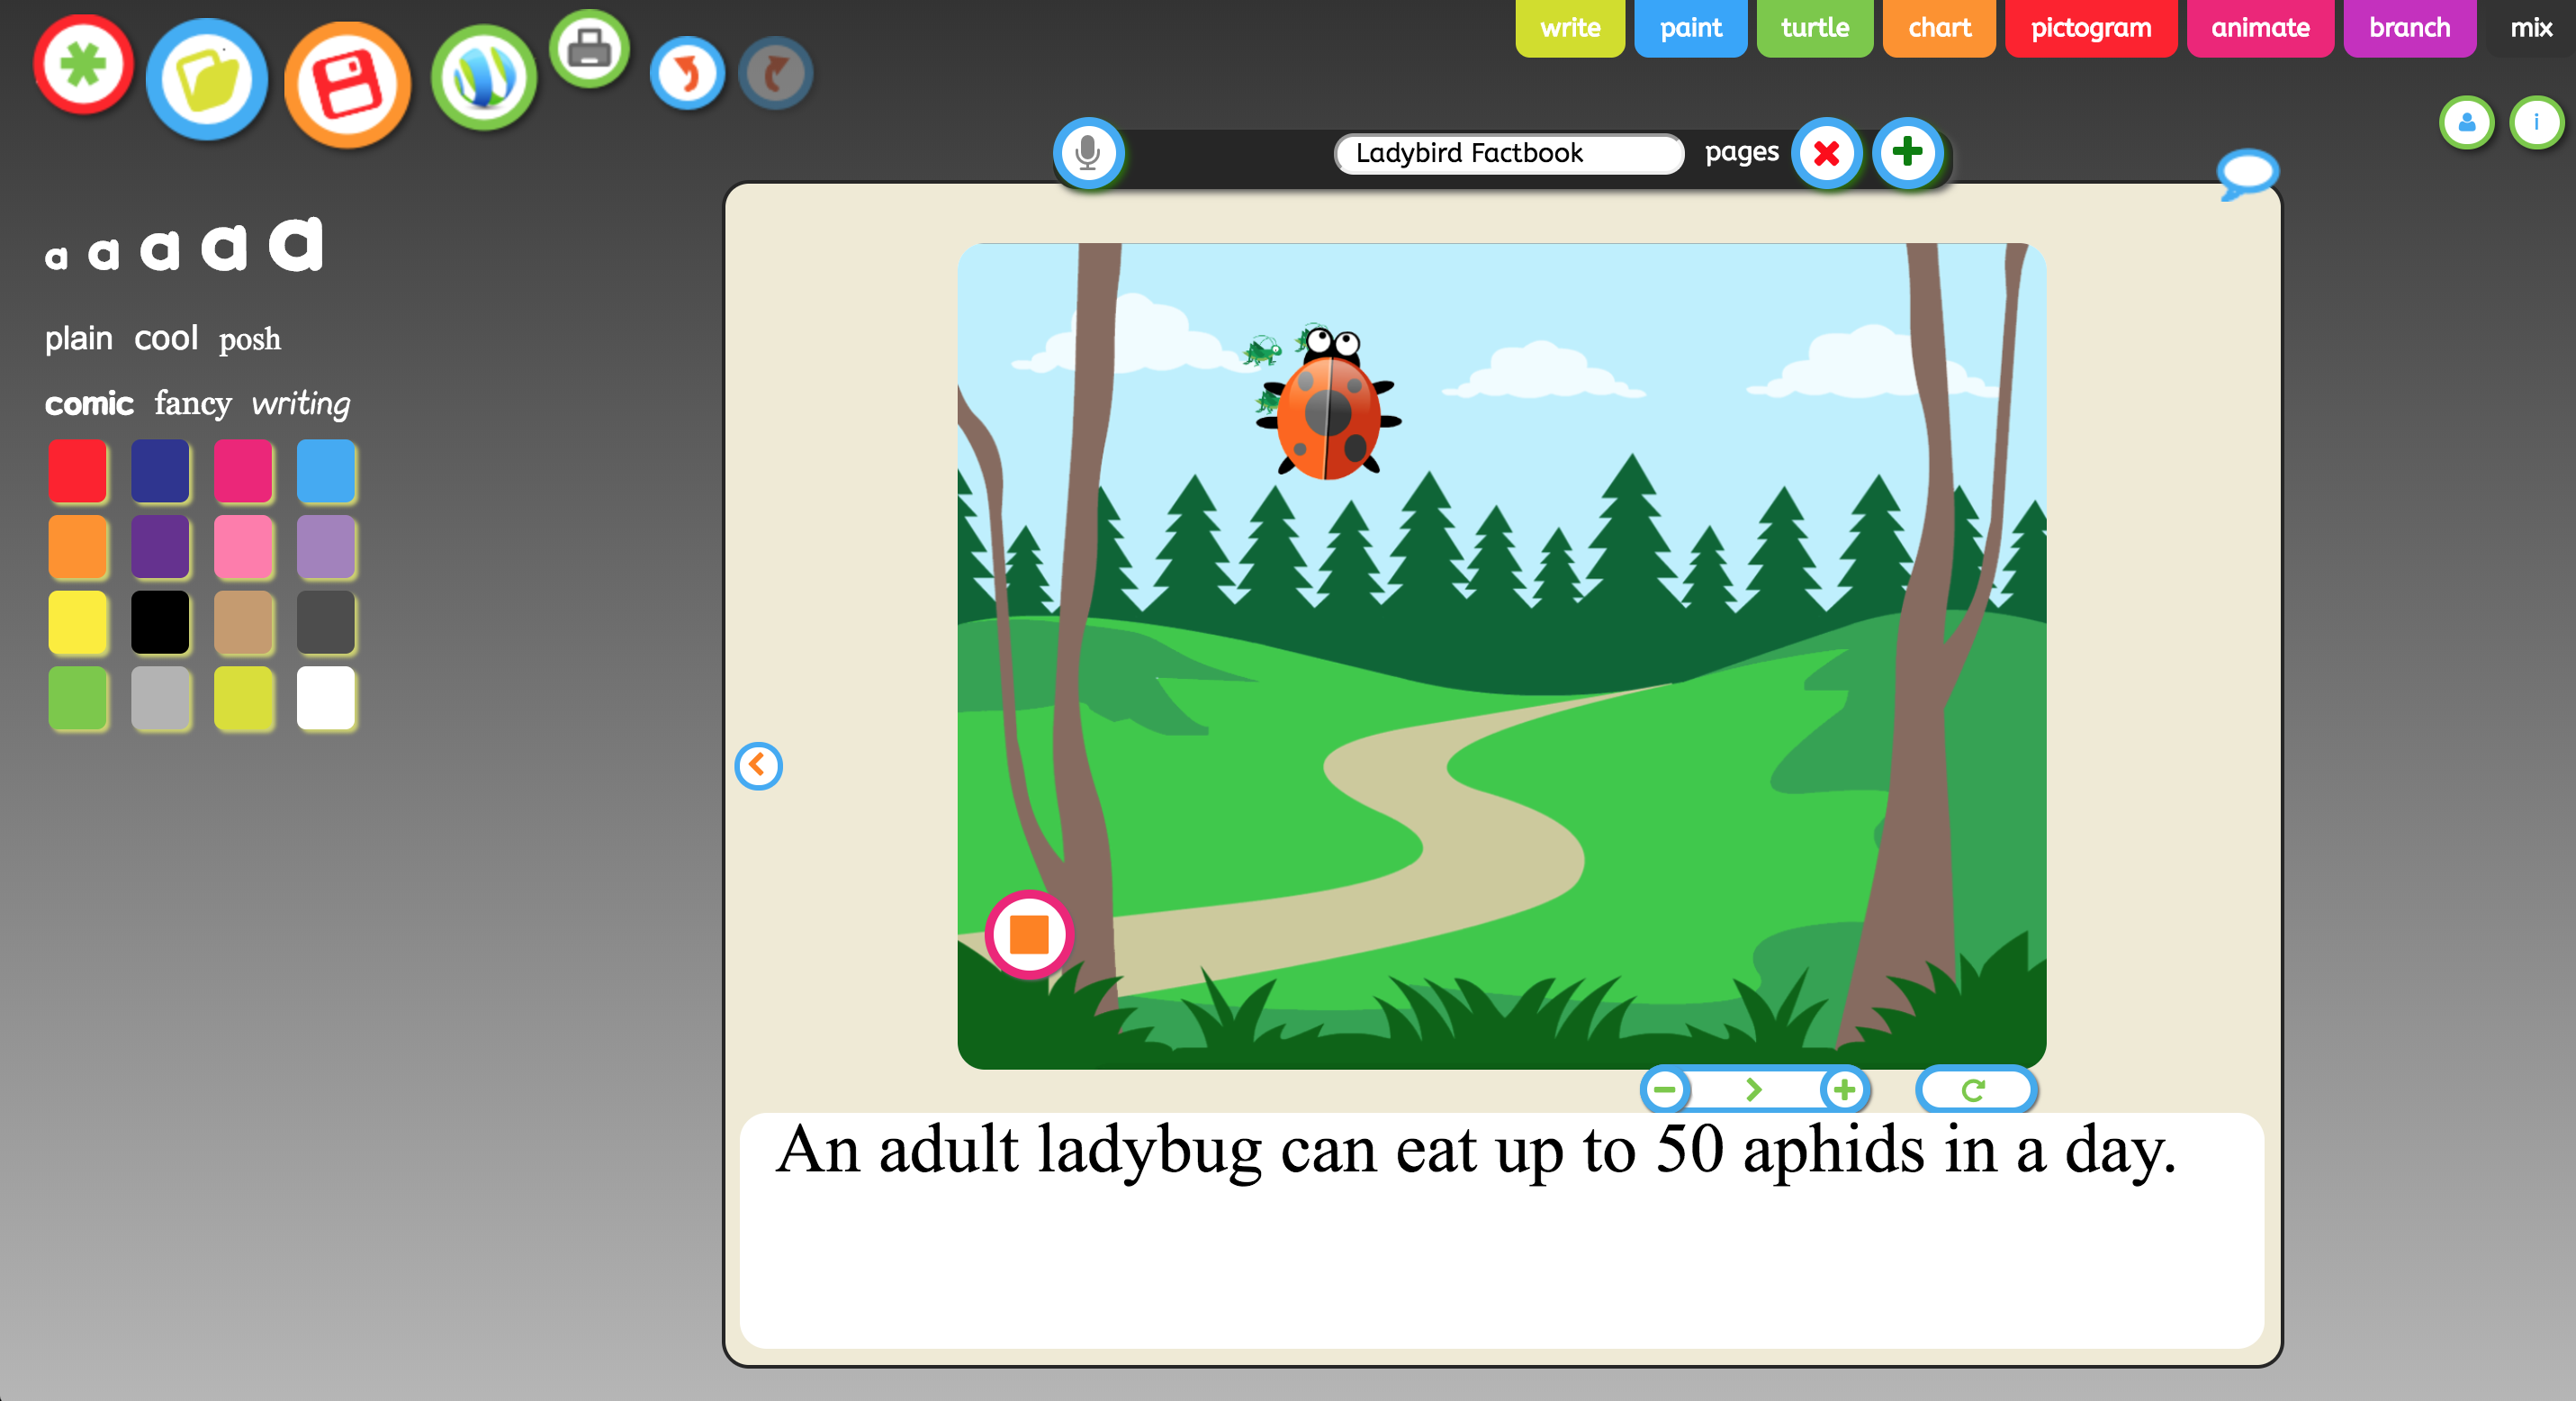 write paint turtle chart pictogram animate branch mix
Ladybird Factbook pages
i
a a a a a
plain cool posh
comic fancy writing
An adult ladybug can eat up to 50 aphids in a day.